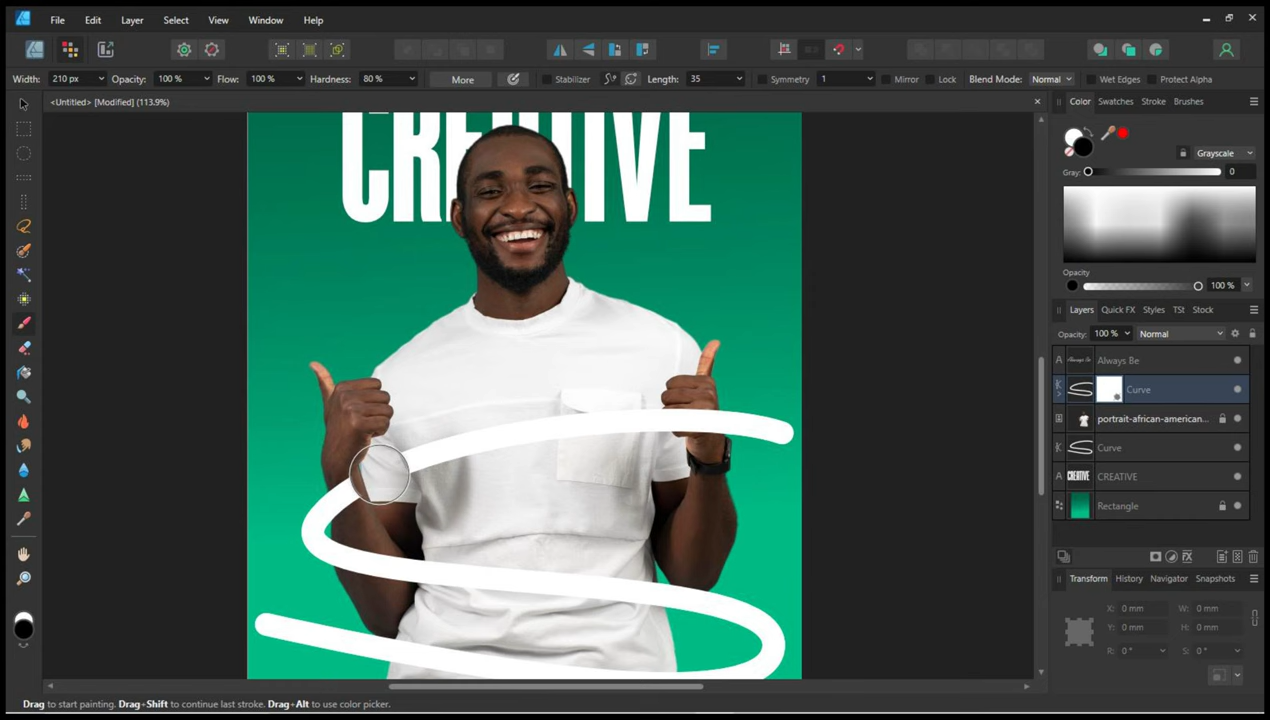 File Edit Layer Select View Window Help
Width: 210 px Opacity: 100 % Flow: 100 % Hardness: 80 % More Stabilizer Length: 35 Symmetry 1 Mirror Lock Blend Mode: Normal Wet Edges Protect Alpha
<Untitled> [Modified] (113.9%)
Color Swatches Stroke Brushes
CREATIVE
Grayscale
Gray: 0
Opacity
100 %
Layers Quick FX Styles TSt Stock
Opacity: 100 % Normal
A Always Be Always Be
Curve
portrait-african-american...
Curve
A CREATIVE CREATIVE
Rectangle
Transform History Navigator Snapshots
X: 0 mm W: 0 mm
Y: 0 mm H: 0 mm
R: 0 ° S: 0 °
Drag to start painting. Drag+Shift to continue last stroke. Drag+Alt to use color picker.